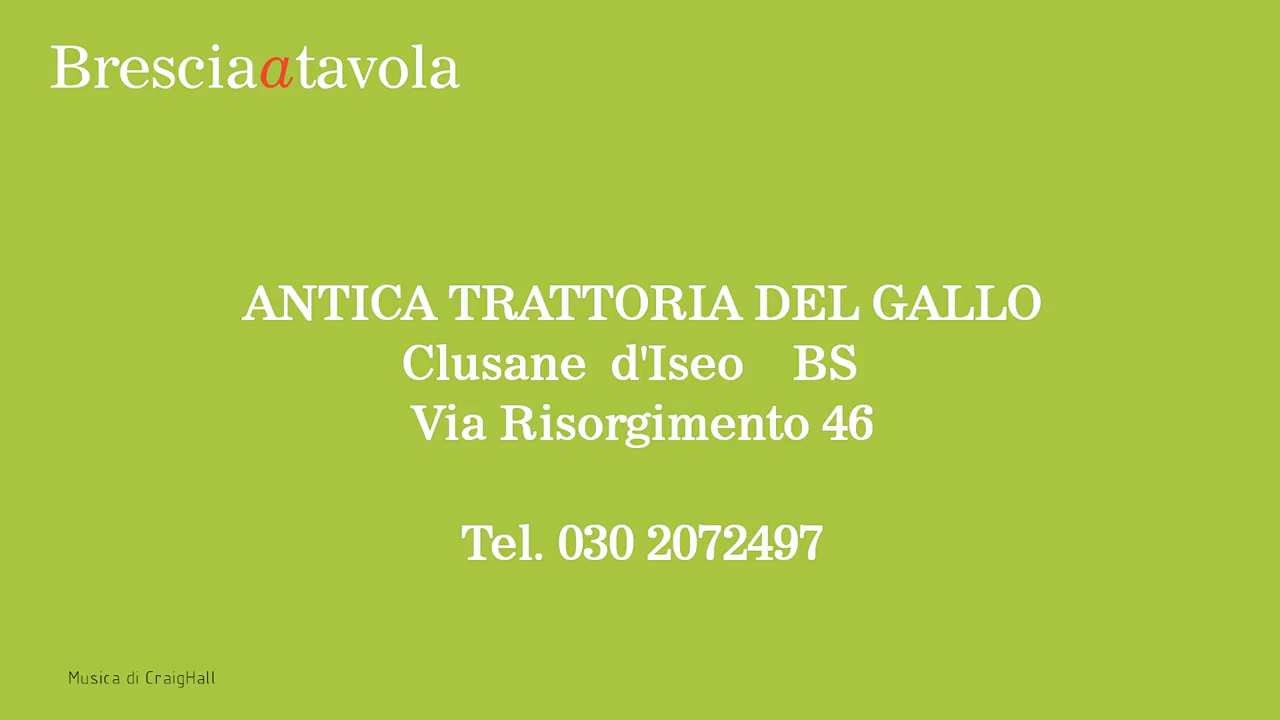 Bresciaatavola
ANTICA TRATTORIA DEL GALLO
Clusane d'Iseo BS
Via Risorgimento 46
Tel. 030 2072497
Musica di CraigHall